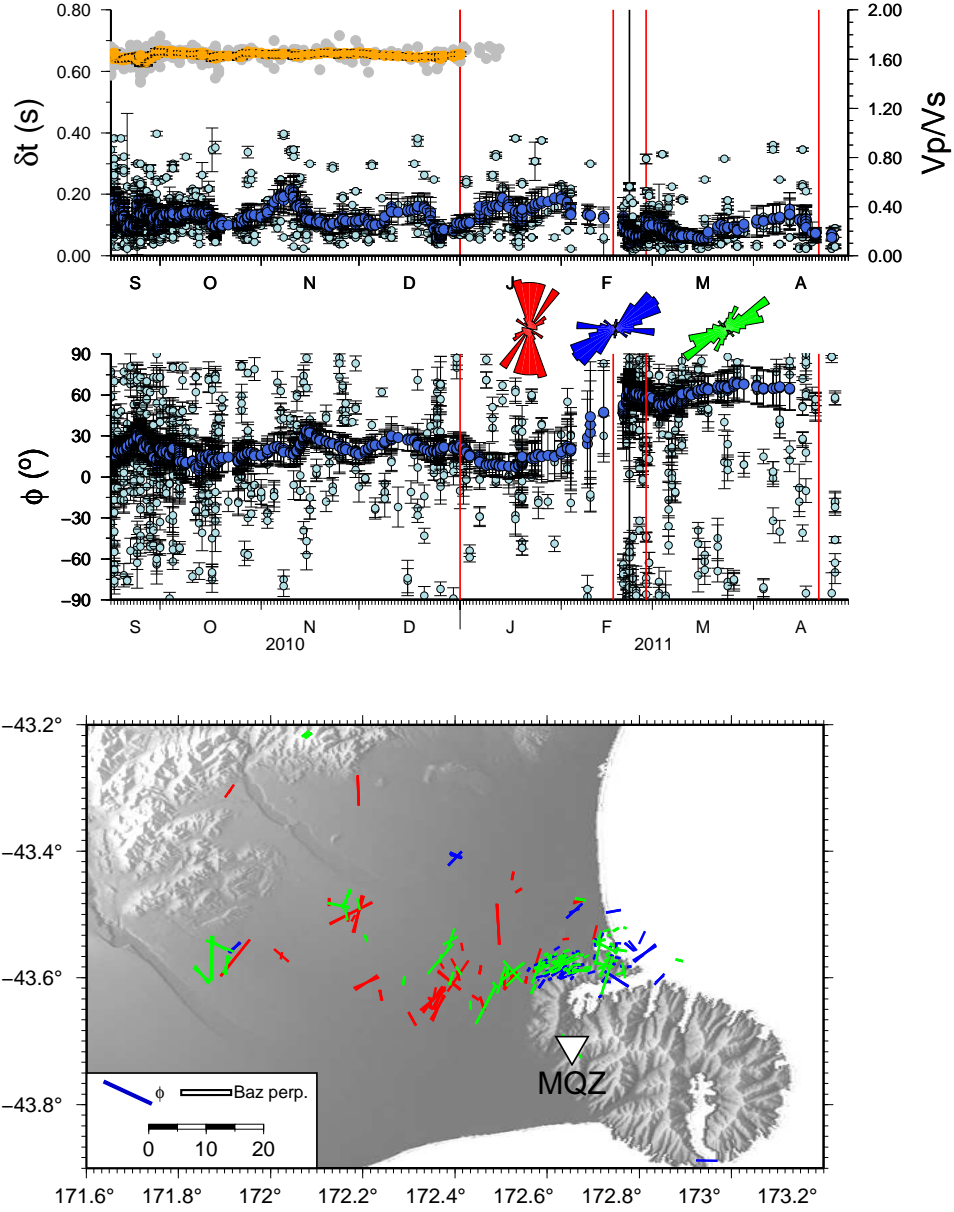 0.80
0.60
0.40
0.20
0.00
δt (s)
2.00
1.60
1.20
0.80
0.40
0.00
Vp/Vs
S O N D J F M A
90
60
30
0
−30
−60
−90
ϕ (º)
S O N D J F M A
2010 2011
−43.2°
−43.4°
−43.6°
−43.8°
MQZ
ϕ Baz perp.
0 10 20
171.6° 171.8° 172° 172.2° 172.4° 172.6° 172.8° 173° 173.2°